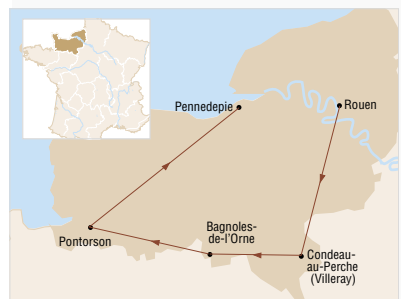 Pennedepie
Rouen
Bagnoles-
de-l'Orne
Pontorson
Condeau-
au-Perche
(Villeray)